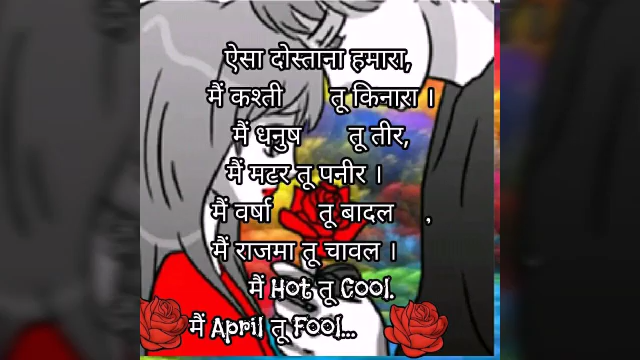 ऐसा दोस्ताना हमारा,
मैं कश्ती तू किनारा ।
मैं धनुष तू तीर,
मैं मटर तू पनीर ।
मैं वर्षा तू बादल ,
मैं राजमा तू चावल ।
मैं Hot तू Cool.
मैं April तू Fool...